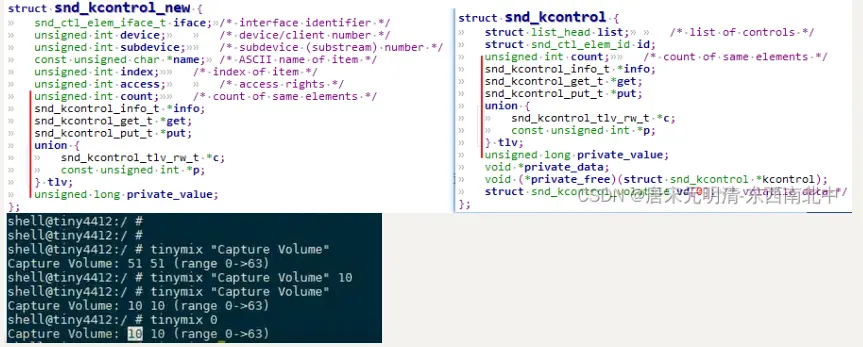 struct snd_kcontrol_new {
snd_ctl_elem_iface_t iface; /* interface identifier */
unsigned int device; /* device/client number */
unsigned int subdevice; /* subdevice (substream) number */
const unsigned char *name; /* ASCII name of item */
unsigned int index; /* index of item */
unsigned int access; /* access rights */
unsigned int count; /* count of same elements */
snd_kcontrol_info_t *info;
snd_kcontrol_get_t *get;
snd_kcontrol_put_t *put;
union {
snd_kcontrol_tlv_rw_t *c;
const unsigned int *p;
} tlv;
unsigned long private_value;
};
struct snd_kcontrol {
struct list_head list; /* list of controls */
struct snd_ctl_elem_id id;
unsigned int count; /* count of same elements */
snd_kcontrol_info_t *info;
snd_kcontrol_get_t *get;
snd_kcontrol_put_t *put;
union {
snd_kcontrol_tlv_rw_t *c;
const unsigned int *p;
} tlv;
unsigned long private_value;
void *private_data;
void (*private_free)(struct snd_kcontrol *kcontrol);
struct snd_kcontrol_volatile vd[0]; /* volatile data */
};
CSDN @唐宋元明清-东西南北中
shell@tiny4412:/ #
shell@tiny4412:/ #
shell@tiny4412:/ # tinymix "Capture Volume"
Capture Volume: 51 51 (range 0->63)
shell@tiny4412:/ # tinymix "Capture Volume" 10
shell@tiny4412:/ # tinymix "Capture Volume"
Capture Volume: 10 10 (range 0->63)
shell@tiny4412:/ # tinymix 0
Capture Volume: 10 10 (range 0->63)